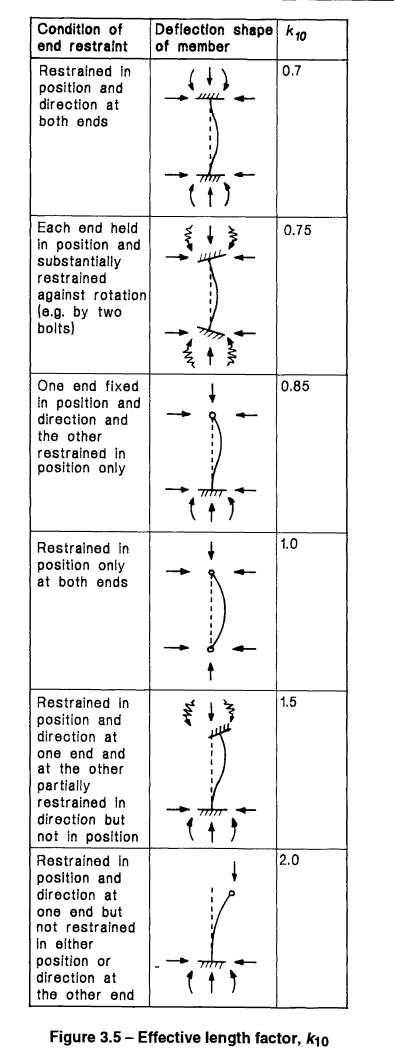 Condition of
end restraint
Deflection shape
of member
k10
Restrained in
position and
direction at
both ends
0.7
Each end held
in position and
substantially
restrained
against rotation
(e.g. by two
bolts)
0.75
One end fixed
in position and
direction and
the other
restrained in
position only
0.85
Restrained in
position only
at both ends
1.0
Restrained in
position and
direction at
one end and
at the other
partially
restrained in
direction but
not in position
1.5
Restrained in
position and
direction at
one end but
not restrained
in either
position or
direction at
the other end
2.0
Figure 3.5 – Effective length factor, k10